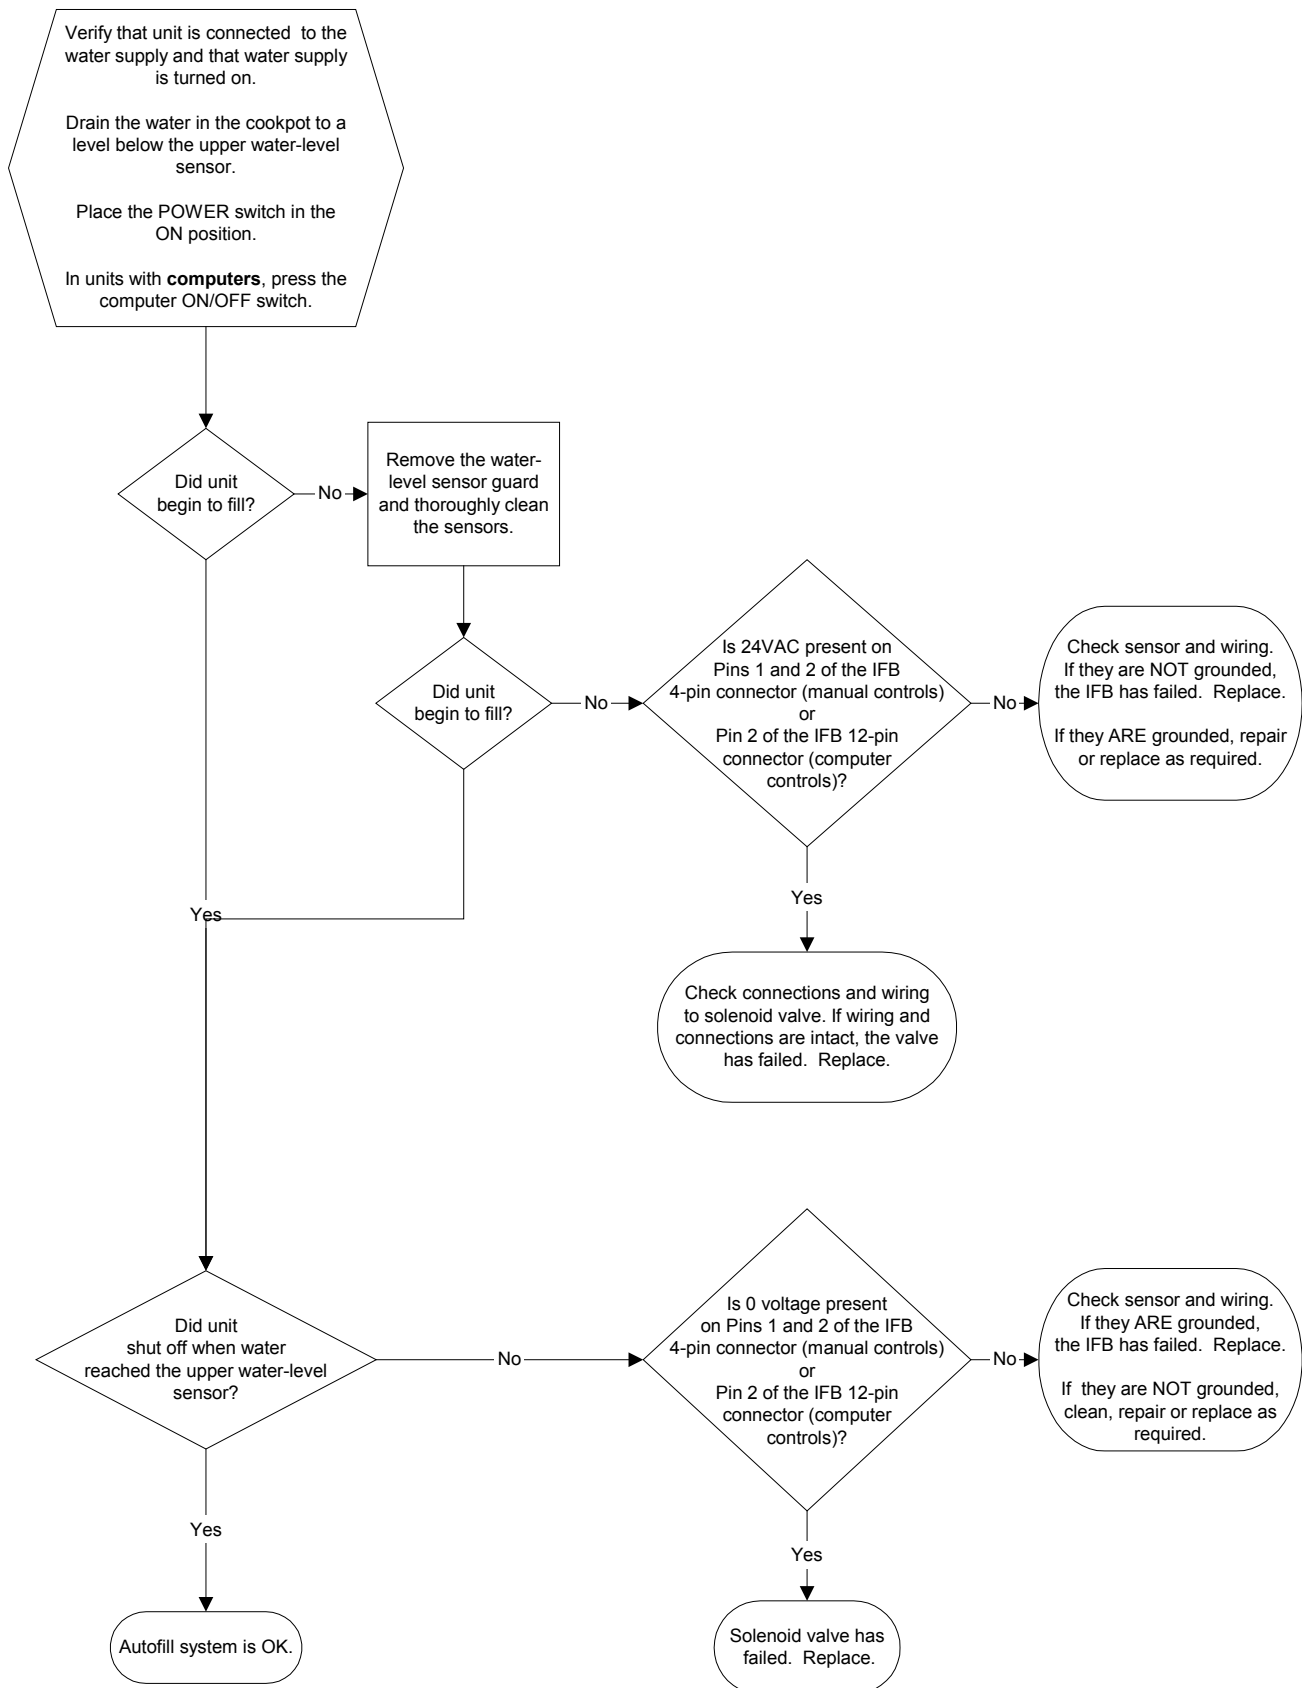 Verify that unit is connected to the
water supply and that water supply
is turned on.
Drain the water in the cookpot to a
level below the upper water-level
sensor.
Place the POWER switch in the
ON position.
In units with computers, press the
computer ON/OFF switch.
Did unit
begin to fill?
No
Remove the water-
level sensor guard
and thoroughly clean
the sensors.
Did unit
begin to fill?
No
Is 24VAC present on
Pins 1 and 2 of the IFB
4-pin connector (manual controls)
or
Pin 2 of the IFB 12-pin
connector (computer
controls)?
No
Check sensor and wiring.
If they are NOT grounded,
the IFB has failed. Replace.
If they ARE grounded, repair
or replace as required.
Yes
Yes
Check connections and wiring
to solenoid valve. If wiring and
connections are intact, the valve
has failed. Replace.
Did unit
shut off when water
reached the upper water-level
sensor?
No
Is 0 voltage present
on Pins 1 and 2 of the IFB
4-pin connector (manual controls)
or
Pin 2 of the IFB 12-pin
connector (computer
controls)?
No
Check sensor and wiring.
If they ARE grounded,
the IFB has failed. Replace.
If they are NOT grounded,
clean, repair or replace as
required.
Yes
Yes
Autofill system is OK.
Solenoid valve has
failed. Replace.